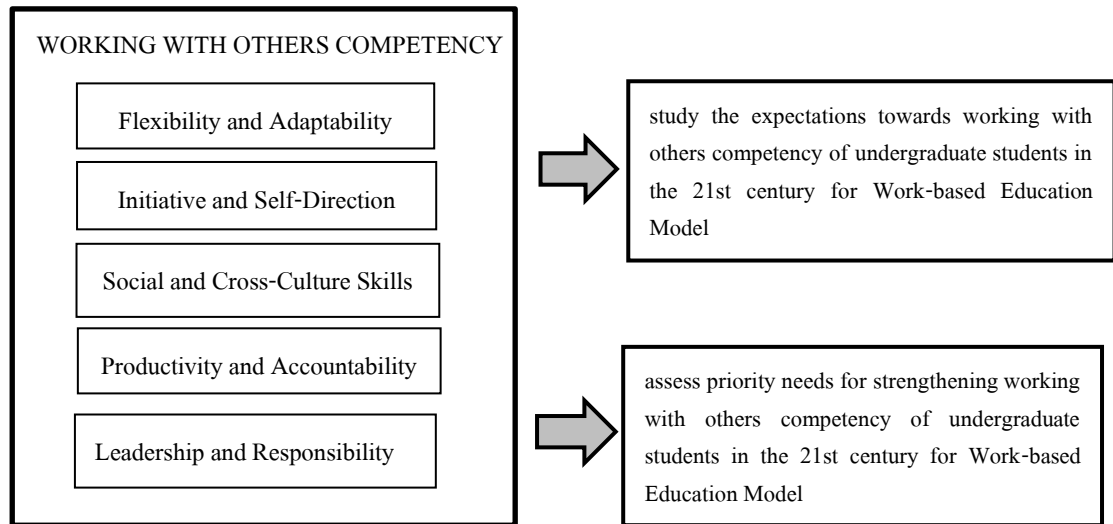 WORKING WITH OTHERS COMPETENCY
Flexibility and Adaptability
Initiative and Self-Direction
Social and Cross-Culture Skills
Productivity and Accountability
Leadership and Responsibility
study the expectations towards working with
others competency of undergraduate students in
the 21st century for Work-based Education
Model
assess priority needs for strengthening working
with others competency of undergraduate
students in the 21st century for Work-based
Education Model